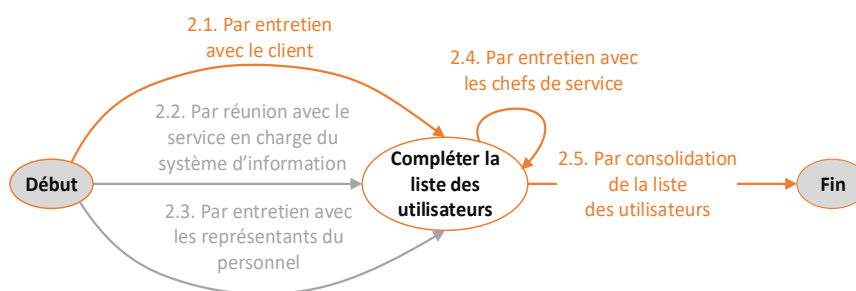 2.1. Par entretien
avec le client
2.4. Par entretien avec
les chefs de service
2.2. Par réunion avec le
service en charge du
système d'information
Début
Compléter la
liste des
utilisateurs
2.5. Par consolidation
de la liste
des utilisateurs
Fin
2.3. Par entretien avec
les représentants du
personnel